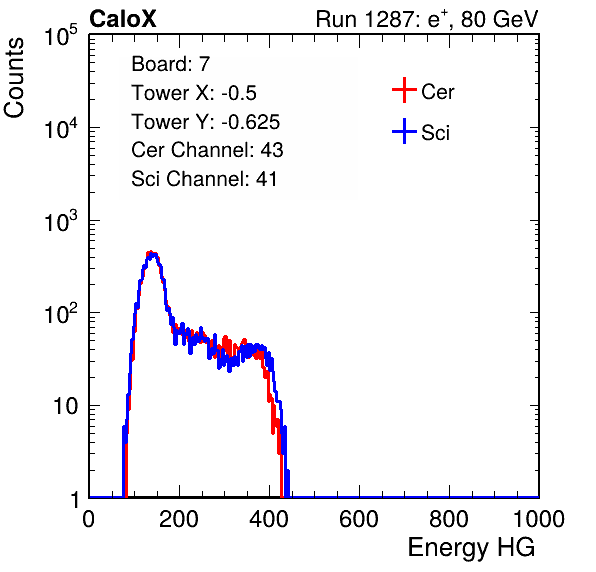 CaloX Run 1287: e⁺, 80 GeV
Counts
10⁵
10⁴
10³
10²
10
1
Board: 7
Tower X: -0.5
Tower Y: -0.625
Cer Channel: 43
Sci Channel: 41
Cer
Sci
0 200 400 600 800 1000
Energy HG